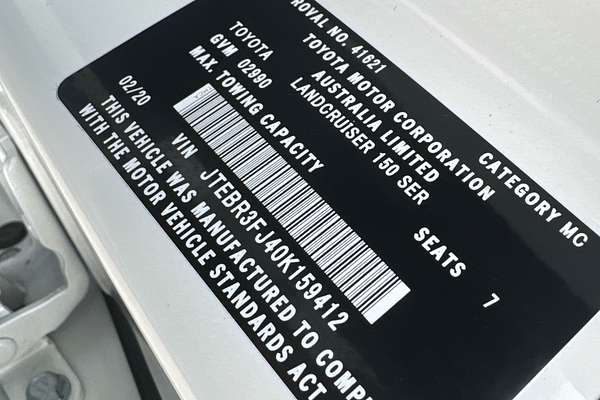 ROVAL NO. 41621 CATEGORY MC
TOYOTA MOTOR CORPORATION
AUSTRALIA LIMITED
TOYOTA LANDCRUISER 150 SER
GVM 02990 SEATS 7
MAX. TOWING CAPACITY
02/20 VIN JTEBR3FJ40K159412
THIS VEHICLE WAS MANUFACTURED TO COMP
WITH THE MOTOR VEHICLE STANDARDS ACT